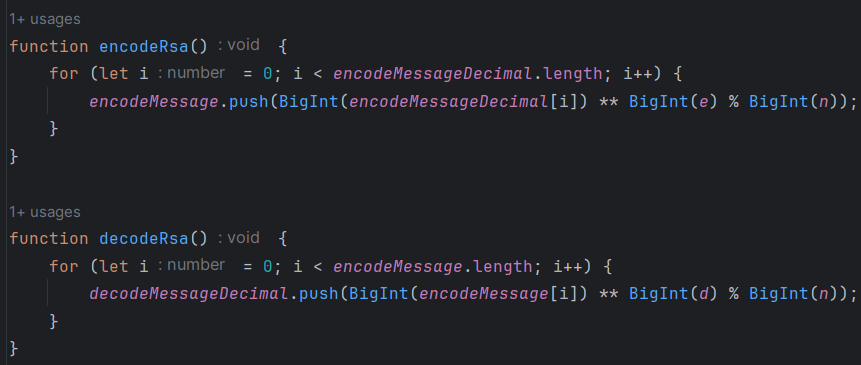 1+ usages
function encodeRsa() : void {
    for (let i : number = 0; i < encodeMessageDecimal.length; i++) {
        encodeMessage.push(BigInt(encodeMessageDecimal[i]) ** BigInt(e) % BigInt(n));
    }
}
1+ usages
function decodeRsa() : void {
    for (let i : number = 0; i < encodeMessage.length; i++) {
        decodeMessageDecimal.push(BigInt(encodeMessage[i]) ** BigInt(d) % BigInt(n));
    }
}